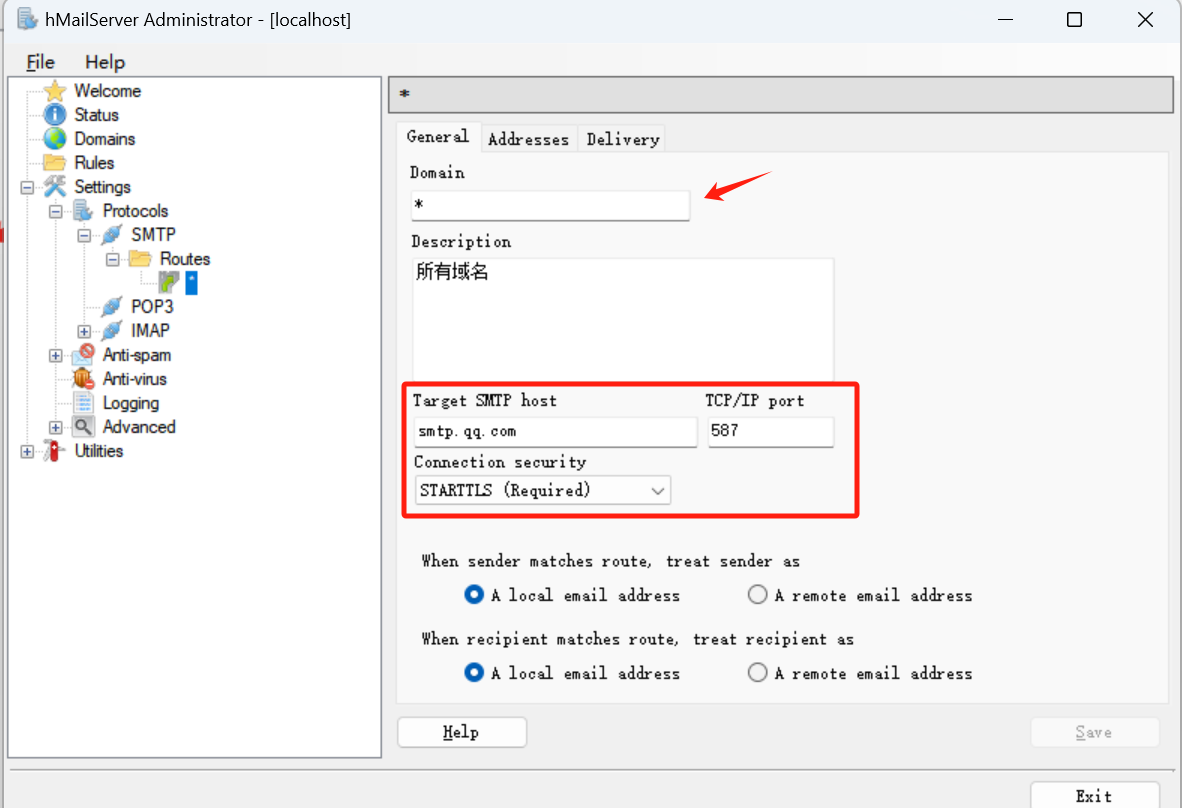 hMailServer Administrator - [localhost]
File Help
Welcome
Status
Domains
Rules
Settings
Protocols
SMTP
Routes
*
POP3
IMAP
Anti-spam
Anti-virus
Logging
Advanced
Utilities
*
General Addresses Delivery
Domain
*
Description
所有域名
Target SMTP host TCP/IP port
smtp.qq.com 587
Connection security
STARTTLS (Required)
When sender matches route, treat sender as
A local email address A remote email address
When recipient matches route, treat recipient as
A local email address A remote email address
Help Save
Exit